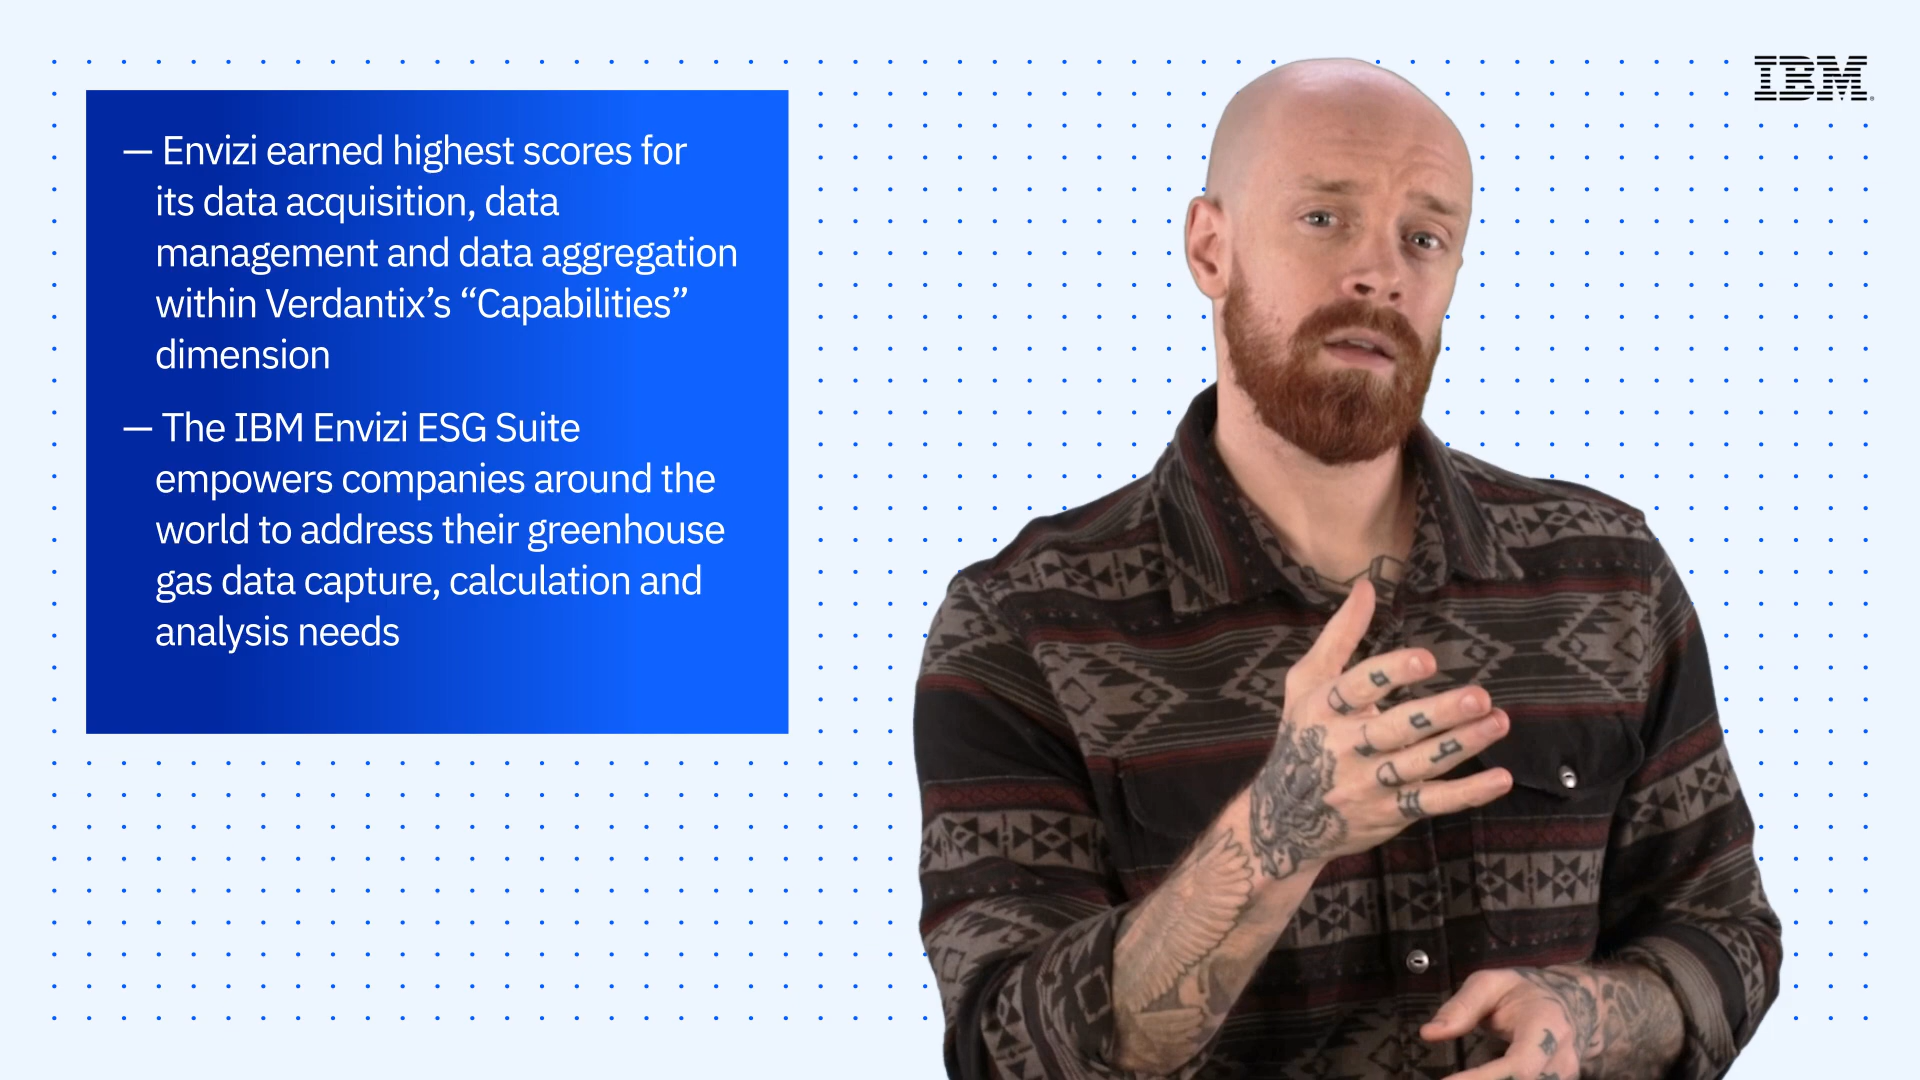 IBM
— Envizi earned highest scores for
its data acquisition, data
management and data aggregation
within Verdantix’s “Capabilities”
dimension
— The IBM Envizi ESG Suite
empowers companies around the
world to address their greenhouse
gas data capture, calculation and
analysis needs